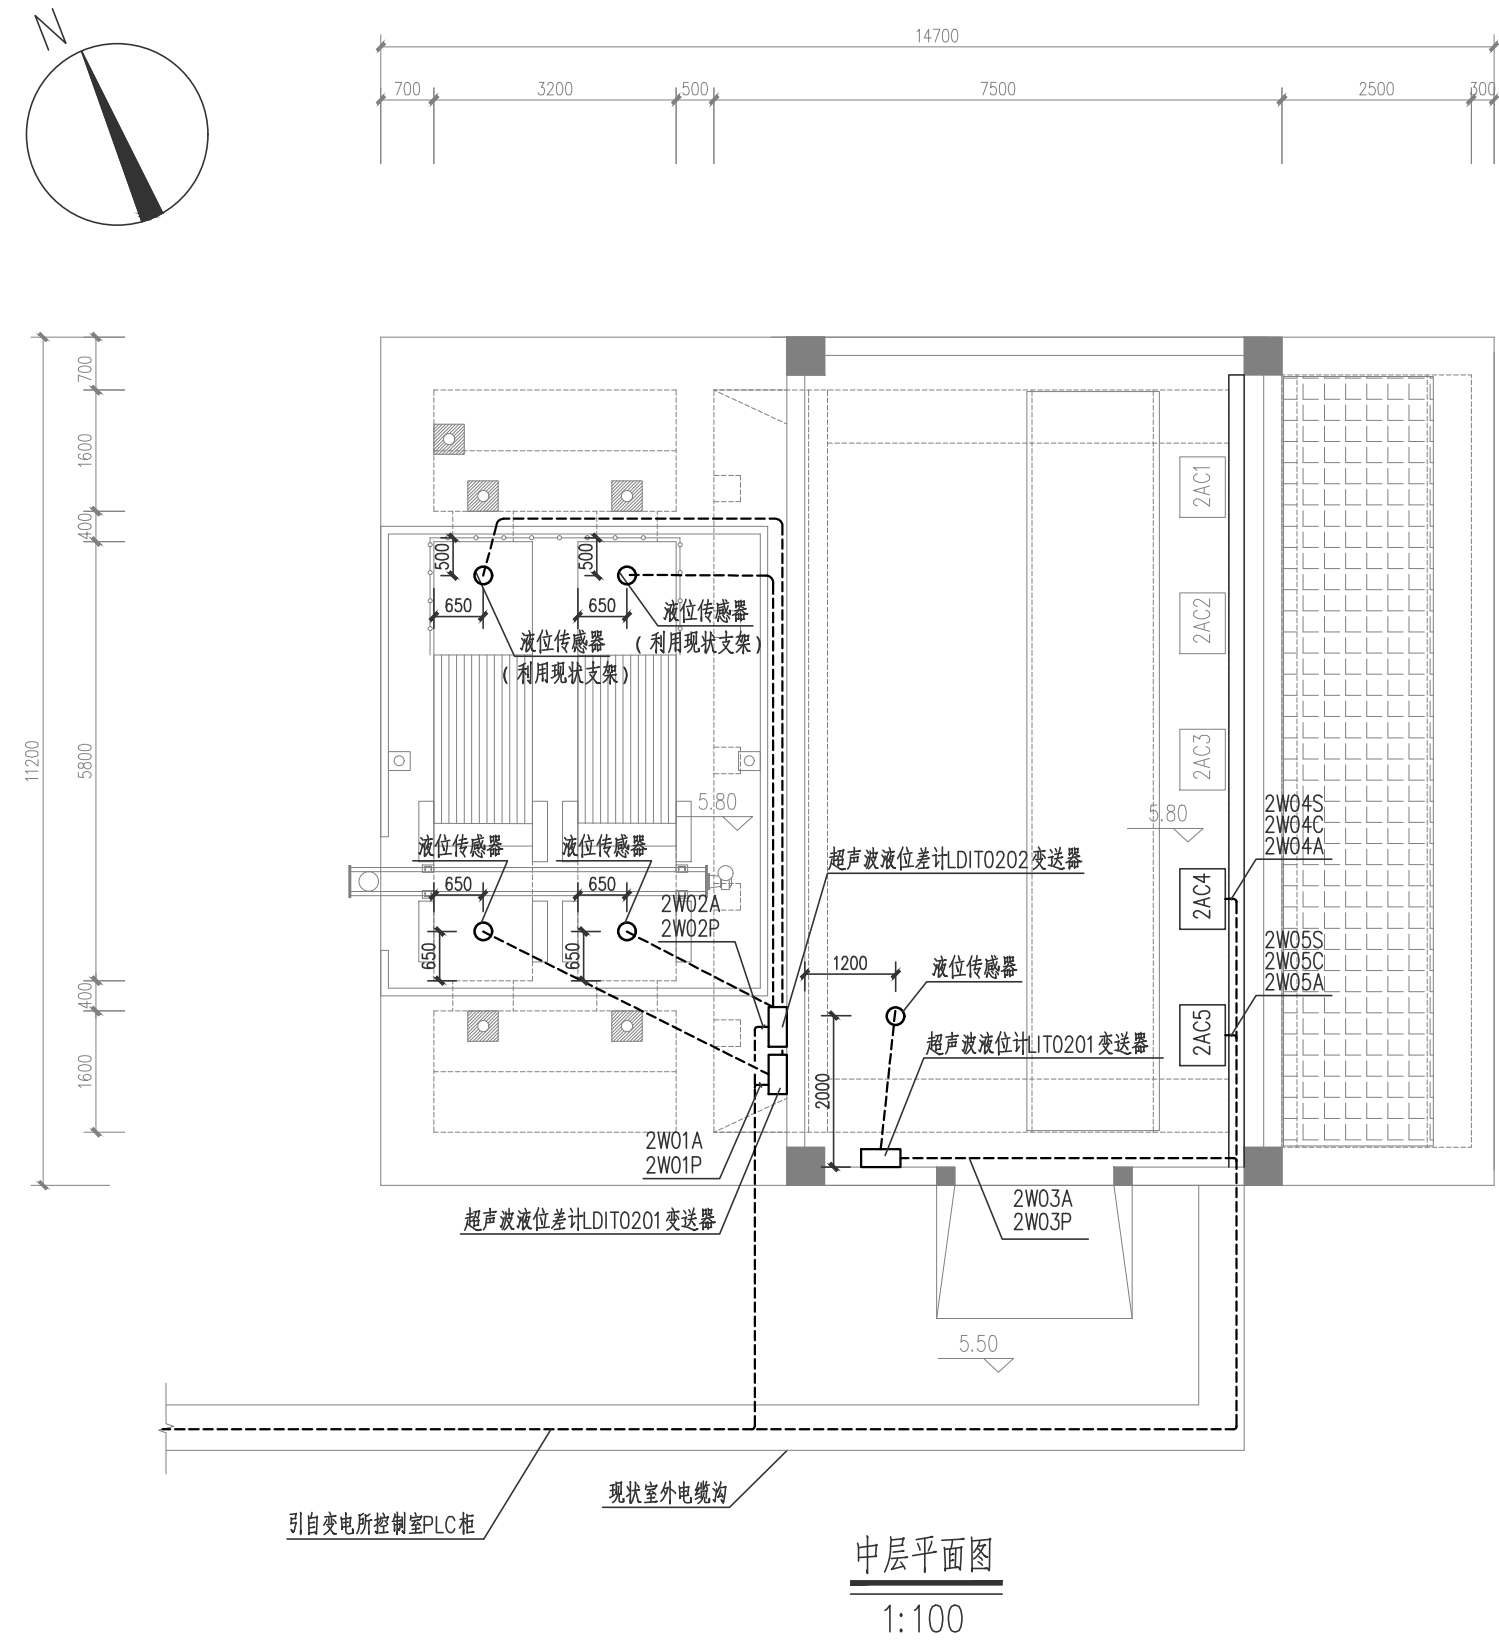 N
14700
700
3200
500
7500
2500
300
11200
700
1600
400
5800
400
1600
500
500
650
650
液位传感器
(利用现状支架)
液位传感器
(利用现状支架)
2AC1
2AC2
2AC3
5.80
5.80
2W04S
2W04C
2W04A
液位传感器
液位传感器
超声波液位差计LDIT0202变送器
650
650
2AC4
2W02A
2W02P
650
650
1200
液位传感器
2W05S
2W05C
2W05A
2AC5
超声波液位计LIT0201变送器
2000
2W01A
2W01P
2W03A
2W03P
超声波液位差计LDIT0201变送器
5.50
现状室外电缆沟
引自变电所控制室PLC柜
中层平面图
1:100